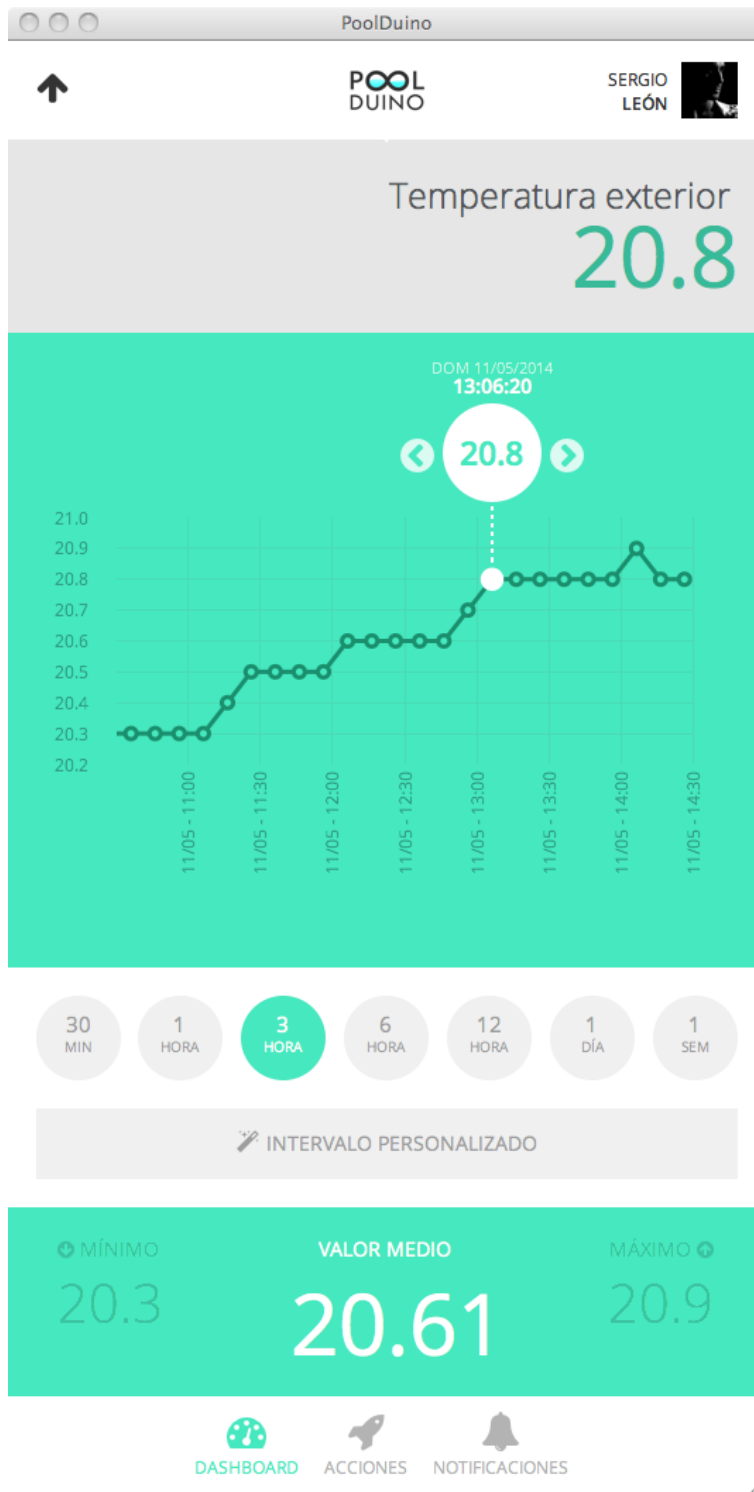 PoolDuino
POOL
DUINO
SERGIO
LEÓN
Temperatura exterior
20.8
DOM 11/05/2014
13:06:20
20.8
21.0
20.9
20.8
20.7
20.6
20.5
20.4
20.3
20.2
11/05 - 11:00
11/05 - 11:30
11/05 - 12:00
11/05 - 12:30
11/05 - 13:00
11/05 - 13:30
11/05 - 14:00
11/05 - 14:30
30
MIN
1
HORA
3
HORA
6
HORA
12
HORA
1
DÍA
1
SEM
INTERVALO PERSONALIZADO
MÍNIMO
20.3
VALOR MEDIO
20.61
MÁXIMO
20.9
DASHBOARD
ACCIONES
NOTIFICACIONES